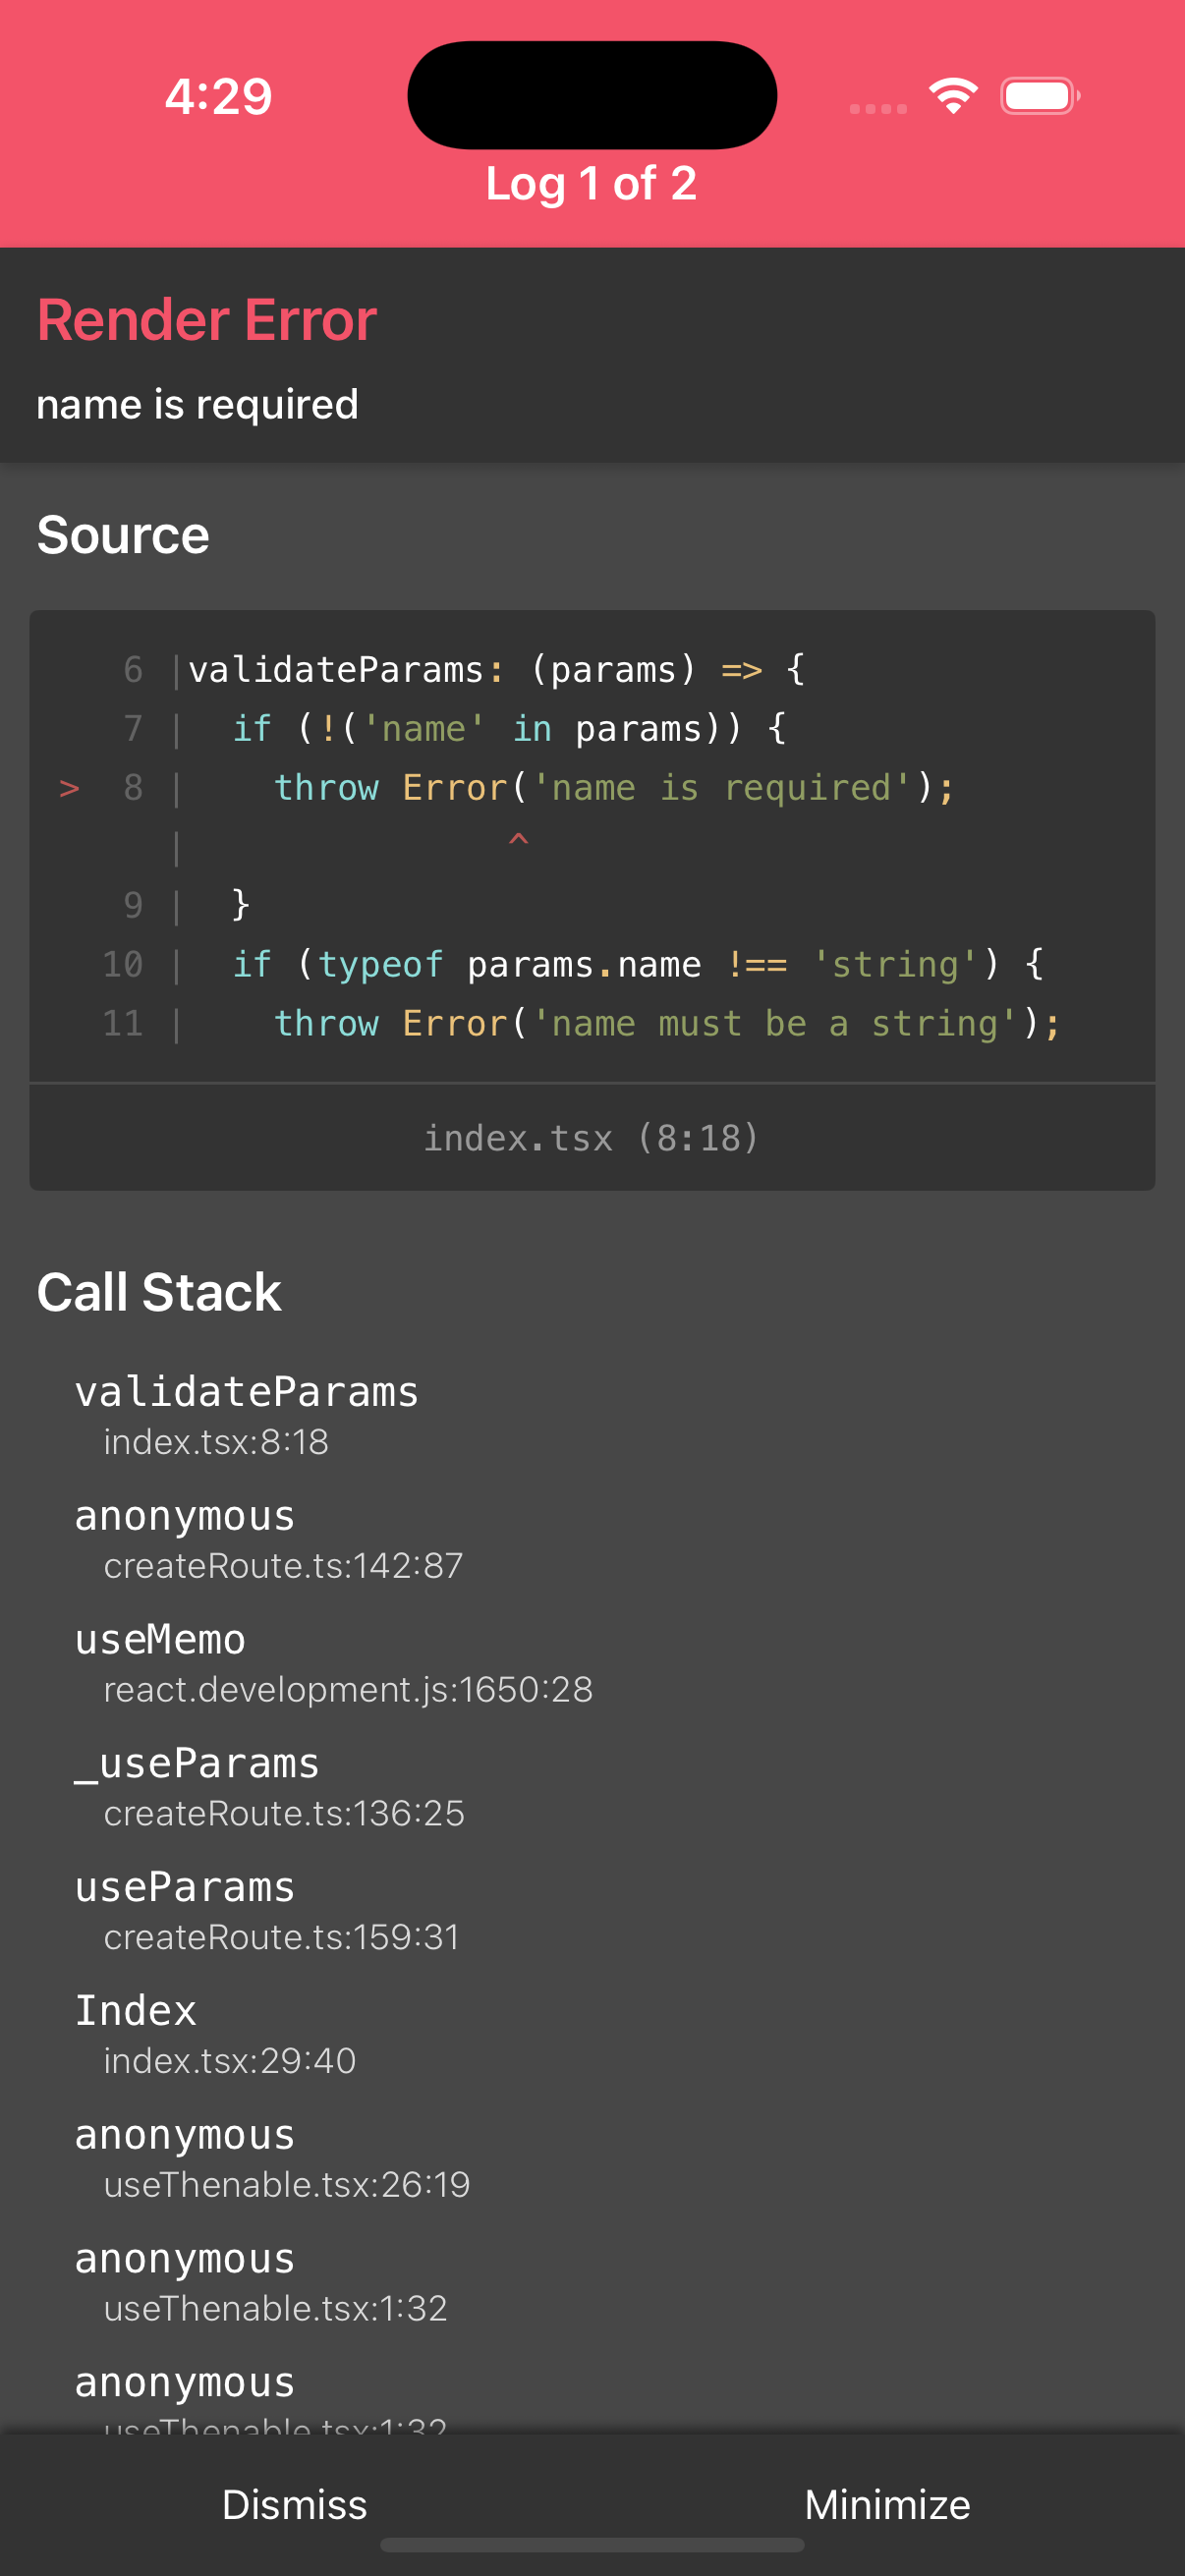 4:29
Log 1 of 2
Render Error
name is required
Source
6 |validateParams: (params) => {
7 |  if (!('name' in params)) {
> 8 |    throw Error('name is required');
|               ^
9 |  }
10 |  if (typeof params.name !== 'string') {
11 |    throw Error('name must be a string');
index.tsx (8:18)
Call Stack
validateParams
index.tsx:8:18
anonymous
createRoute.ts:142:87
useMemo
react.development.js:1650:28
_useParams
createRoute.ts:136:25
useParams
createRoute.ts:159:31
Index
index.tsx:29:40
anonymous
useThenable.tsx:26:19
anonymous
useThenable.tsx:1:32
anonymous
useThenable.tsx:1:32
Dismiss
Minimize